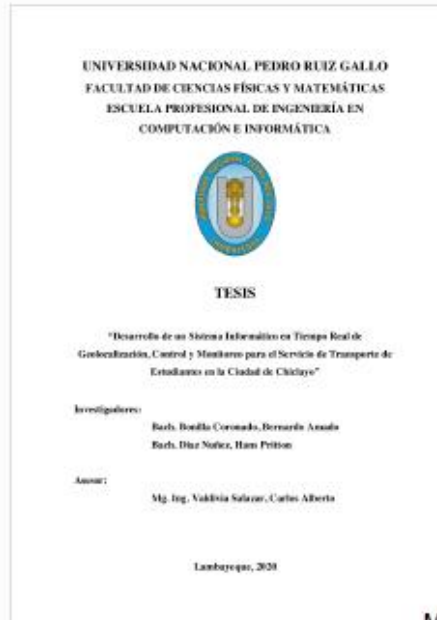 UNIVERSIDAD NACIONAL PEDRO RUIZ GALLO
FACULTAD DE CIENCIAS FÍSICAS Y MATEMÁTICAS
ESCUELA PROFESIONAL DE INGENIERÍA EN
COMPUTACIÓN E INFORMÁTICA
TESIS
"Desarrollo de un Sistema Informático en Tiempo Real de
Geolocalización, Control y Monitoreo para el Servicio de Transporte de
Estudiantes en la Ciudad de Chiclayo"
Investigadores:
Bach. Bonilla Coronado, Bernardo Amado
Bach. Díaz Nuñez, Hans Pritton
Asesor:
Mg. Ing. Valdivia Salazar, Carlos Alberto
Lambayeque, 2020